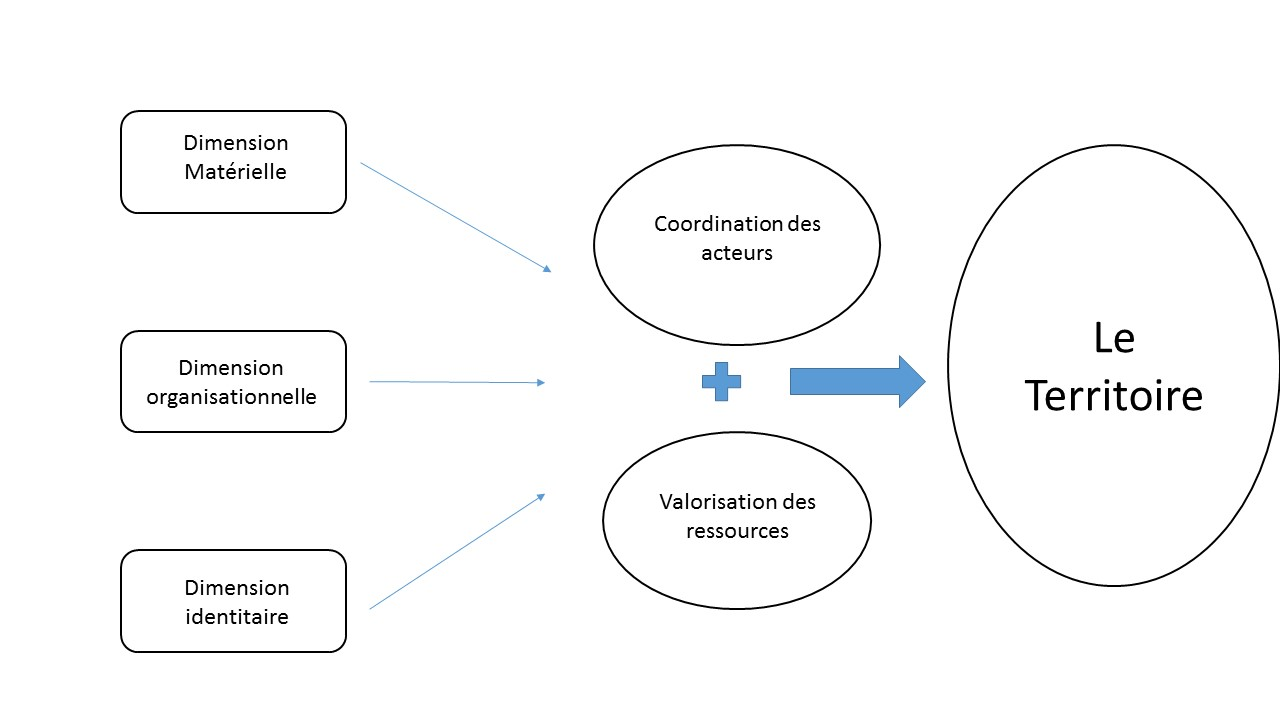 Dimension
Matérielle
Coordination des
acteurs
Dimension
organisationnelle
Le
Territoire
Valorisation des
ressources
Dimension
identitaire